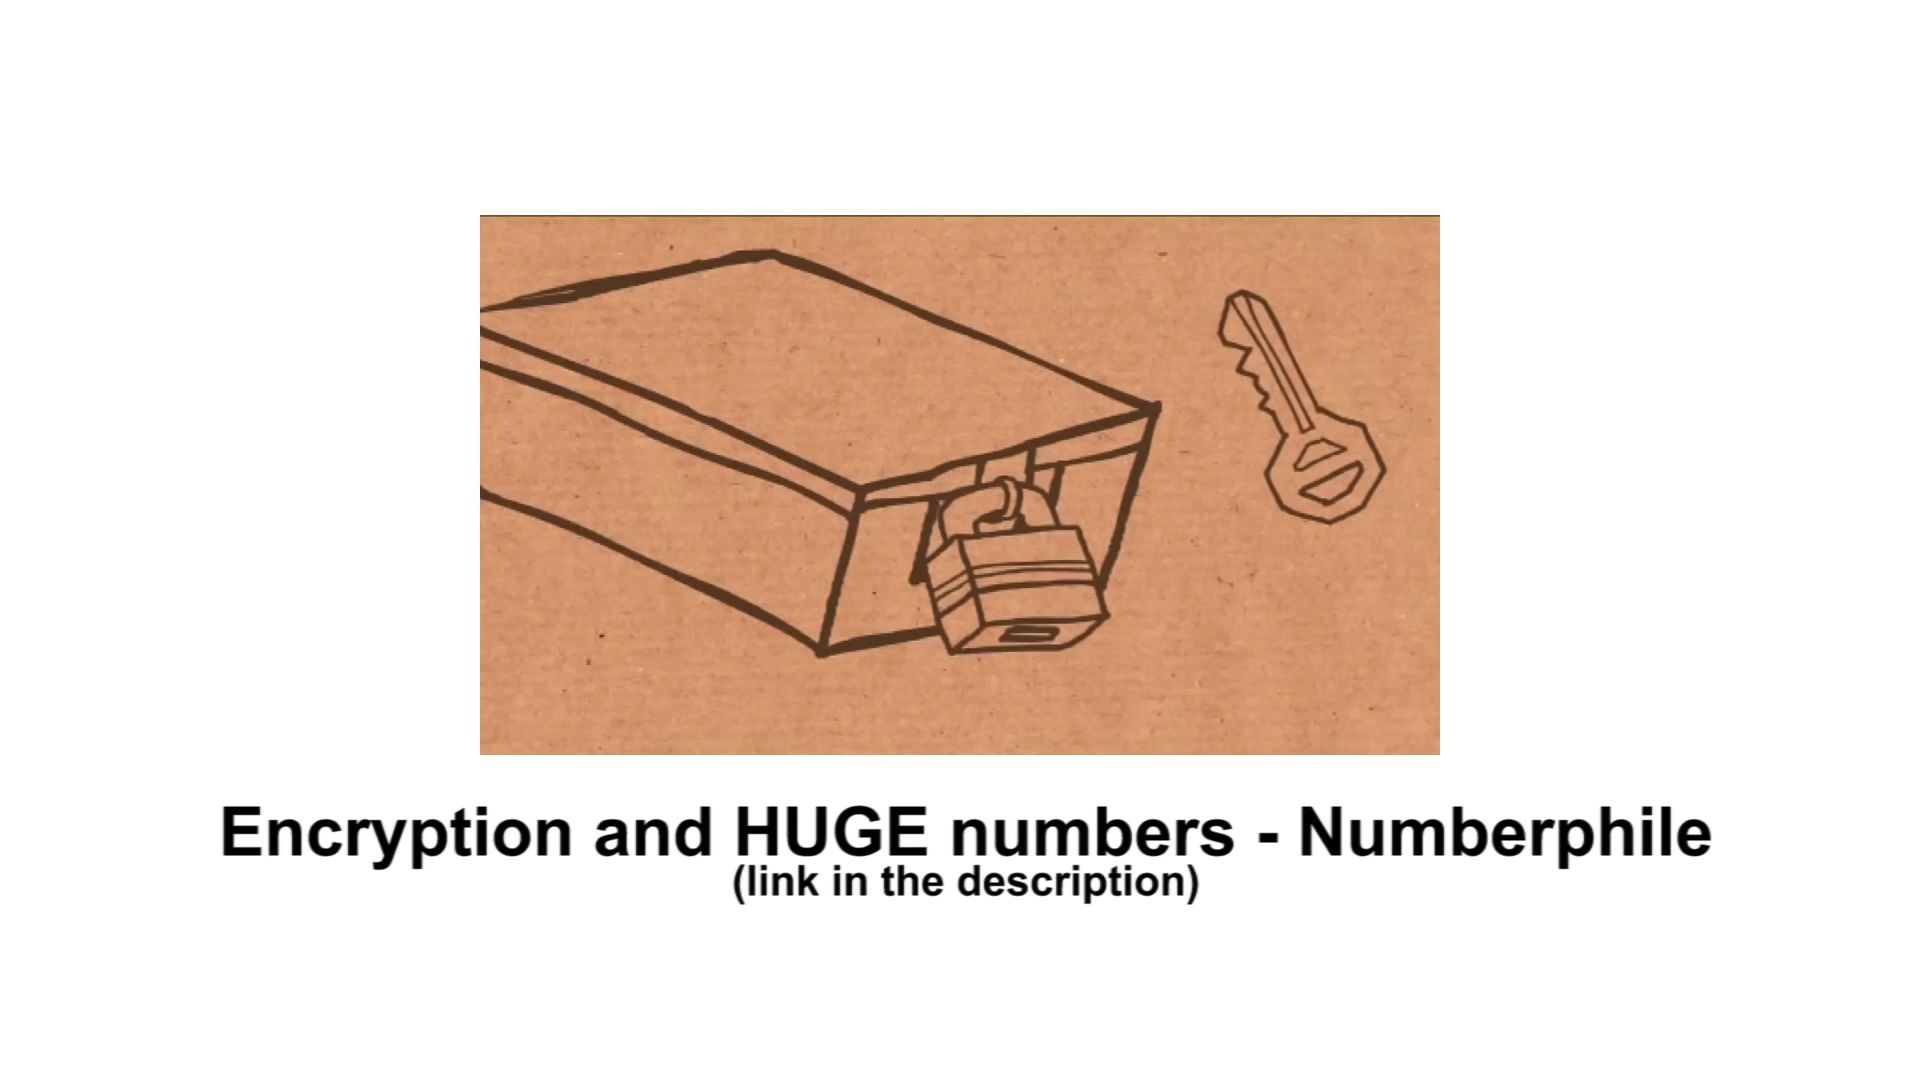 Encryption and HUGE numbers - Numberphile
(link in the description)